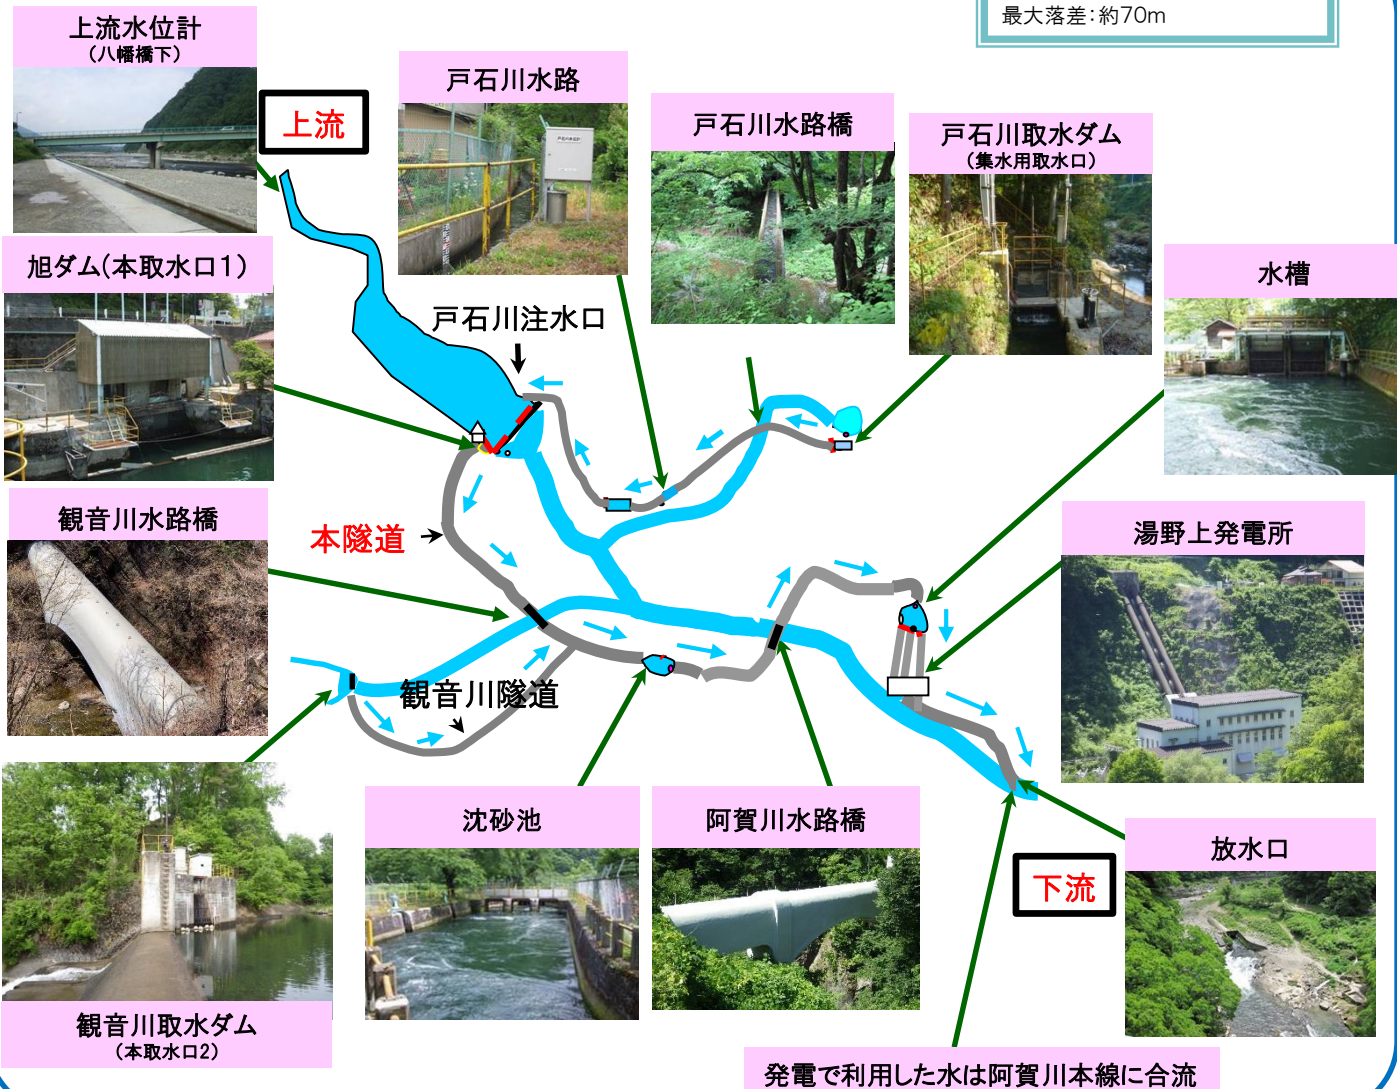 最大落差：約70m
上流水位計
（八幡橋下）
上流
戸石川水路
戸石川水路橋
戸石川取水ダム
（集水用取水口）
水槽
旭ダム（本取水口１）
戸石川注水口
観音川水路橋
本隧道
湯野上発電所
観音川隧道
沈砂池
阿賀川水路橋
放水口
下流
観音川取水ダム
（本取水口2）
発電で利用した水は阿賀川本線に合流